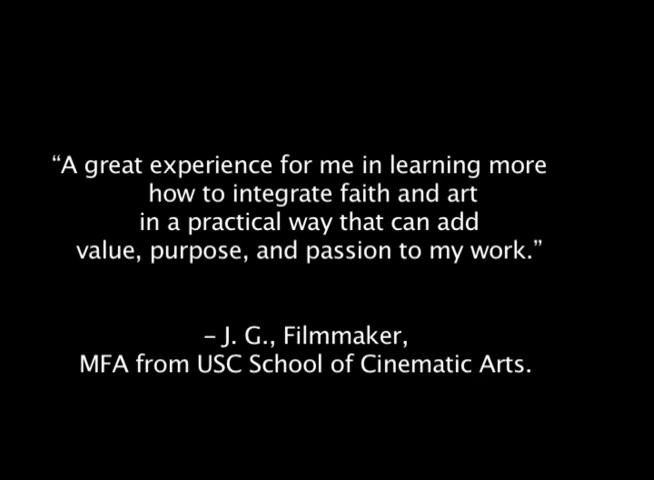 “A great experience for me in learning more
how to integrate faith and art
in a practical way that can add
value, purpose, and passion to my work.”
– J. G., Filmmaker,
MFA from USC School of Cinematic Arts.